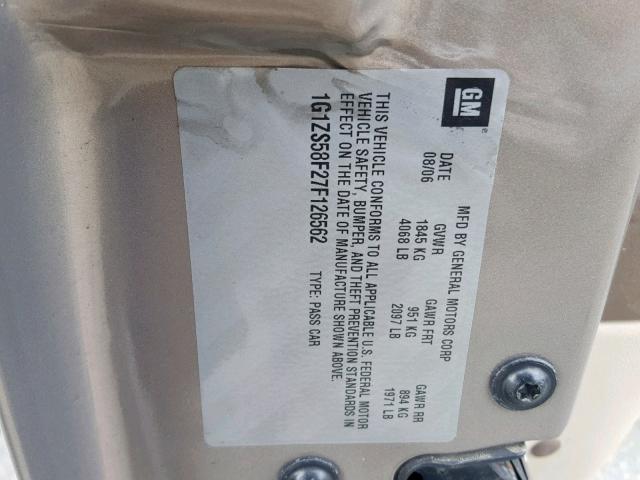 GM
MFD BY GENERAL MOTORS CORP
DATE GVWR GAWR FRT GAWR RR
08/06 1845 KG 951 KG 894 KG
4068 LB 2097 LB 1971 LB
THIS VEHICLE CONFORMS TO ALL APPLICABLE U.S. FEDERAL MOTOR
VEHICLE SAFETY, BUMPER, AND THEFT PREVENTION STANDARDS IN
EFFECT ON THE DATE OF MANUFACTURE SHOWN ABOVE.
1G1ZS58F27F126562 TYPE: PASS CAR